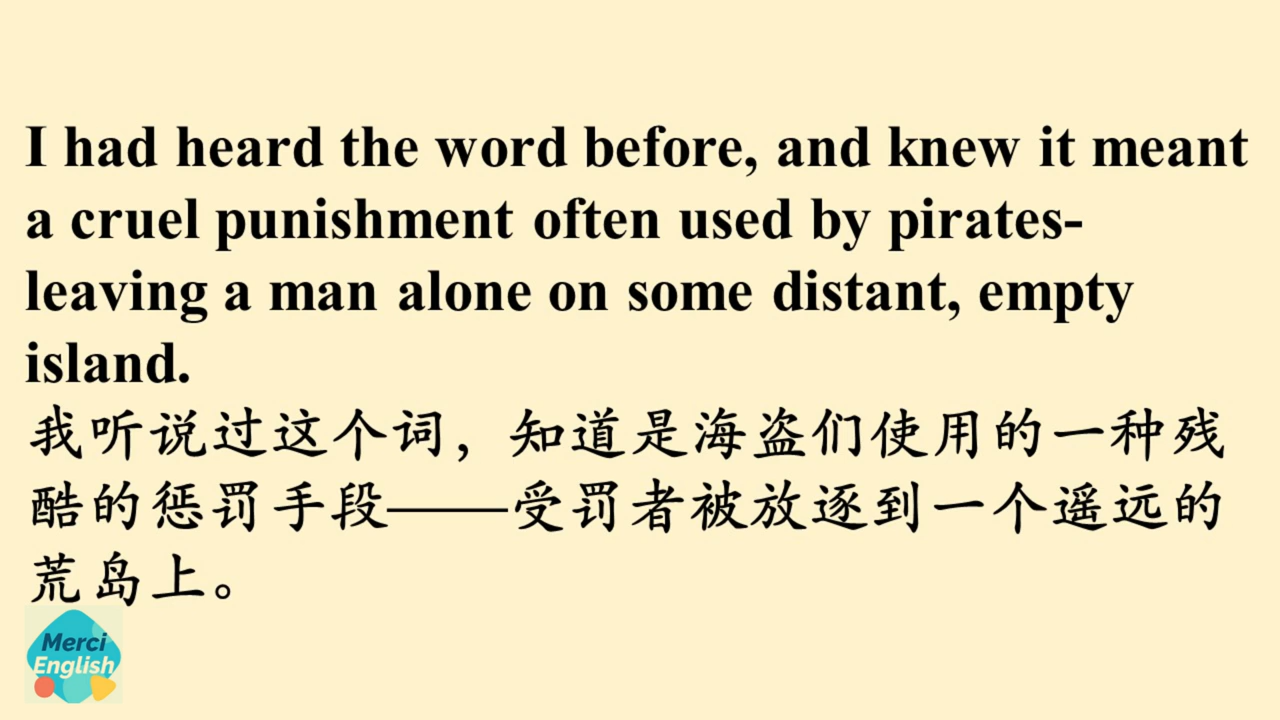 I had heard the word before, and knew it meant
a cruel punishment often used by pirates-
leaving a man alone on some distant, empty
island.
我听说过这个词，知道是海盗们使用的一种残
酷的惩罚手段——受罚者被放逐到一个遥远的
荒岛上。
Merci
English